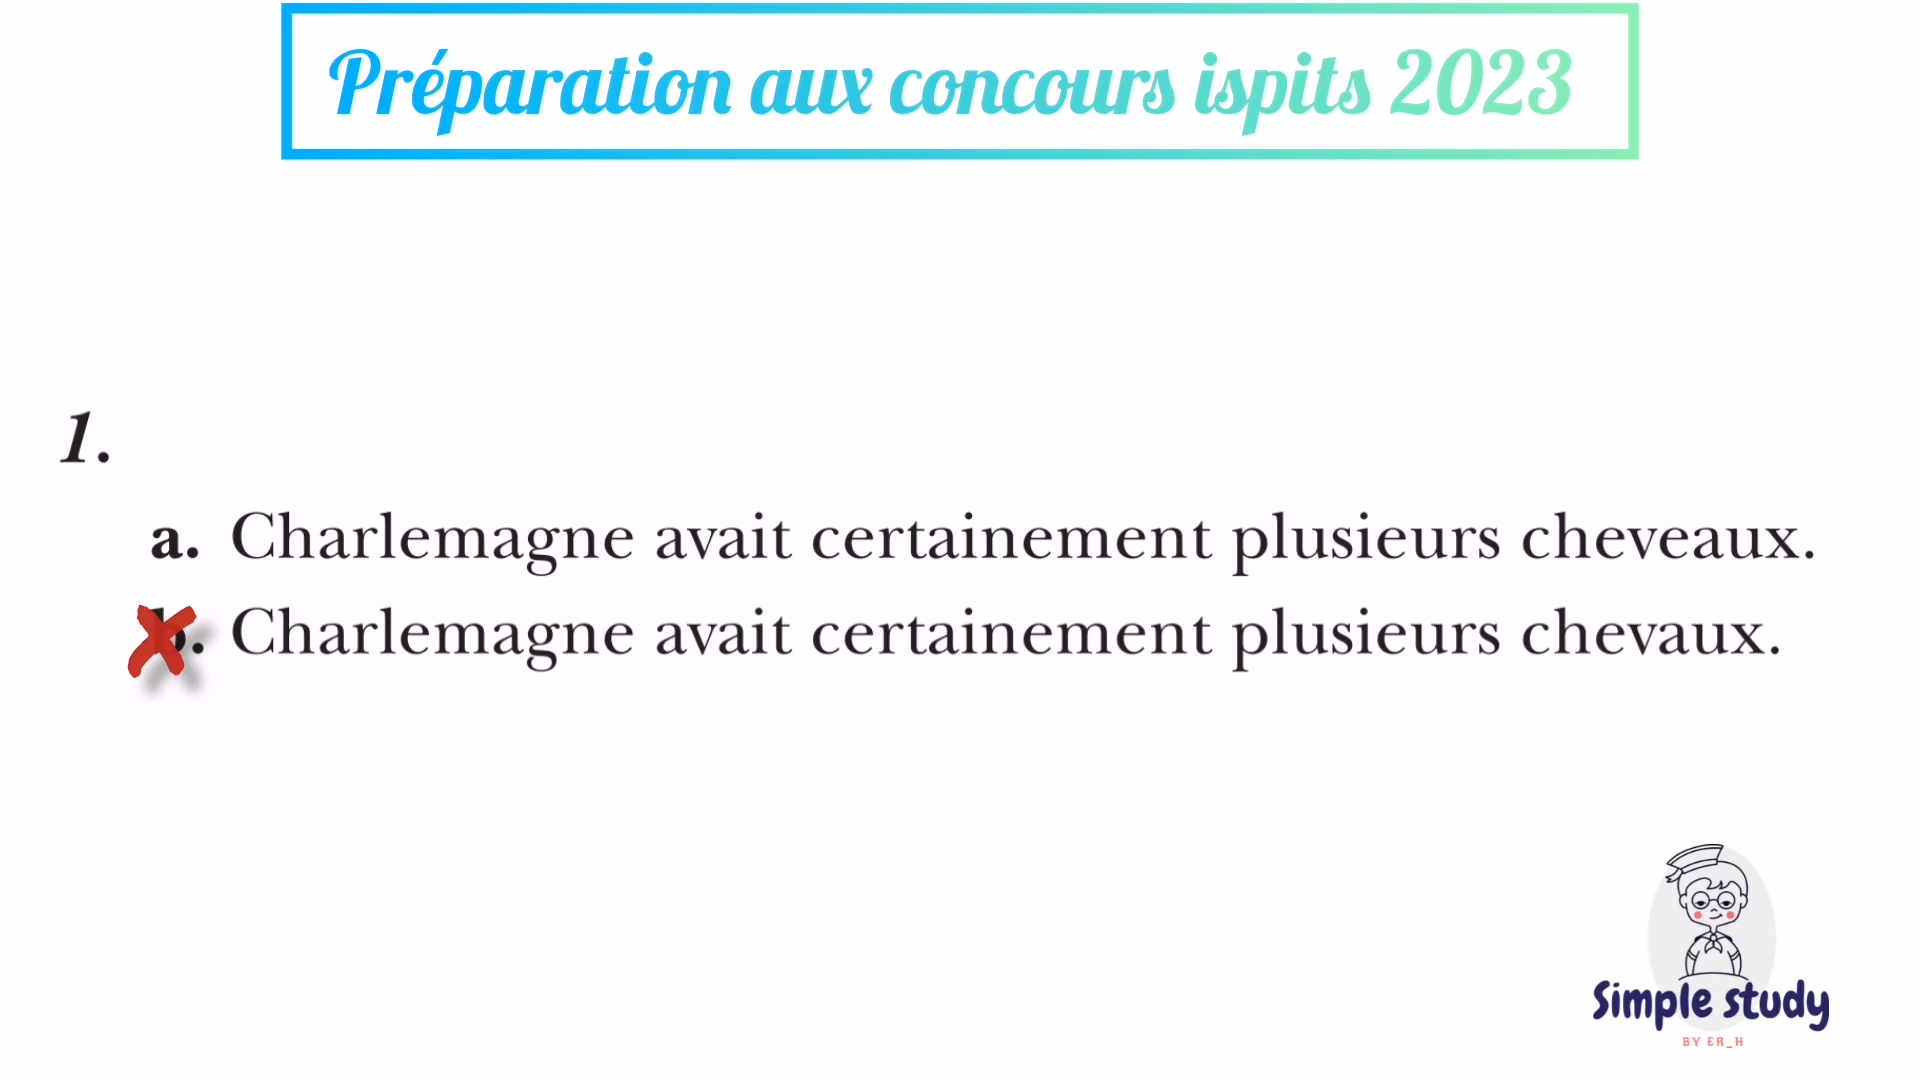 Préparation aux concours ispits 2023
1.
a. Charlemagne avait certainement plusieurs cheveaux.
b. Charlemagne avait certainement plusieurs chevaux.
Simple study
BY ER_H